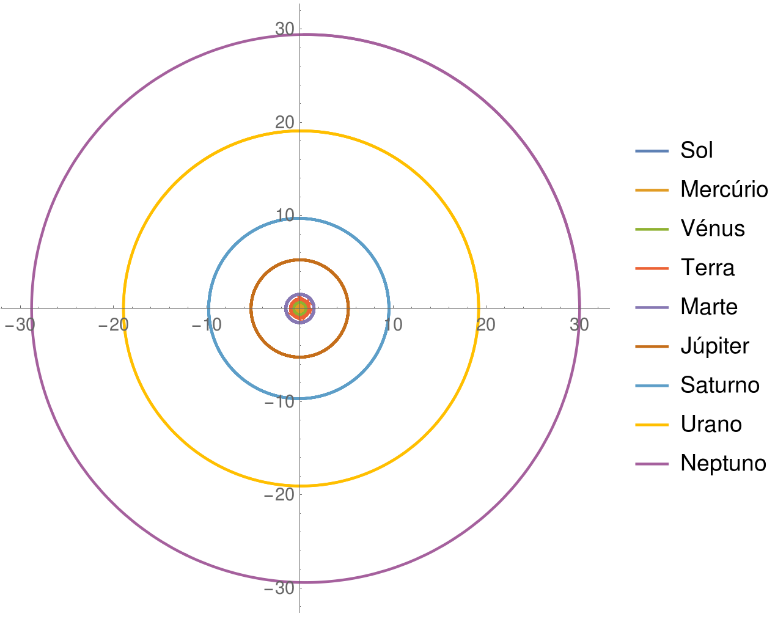 30
20
10
−30
−20
−10
10
20
30
−10
−20
−30
Sol
Mercúrio
Vénus
Terra
Marte
Júpiter
Saturno
Urano
Neptuno